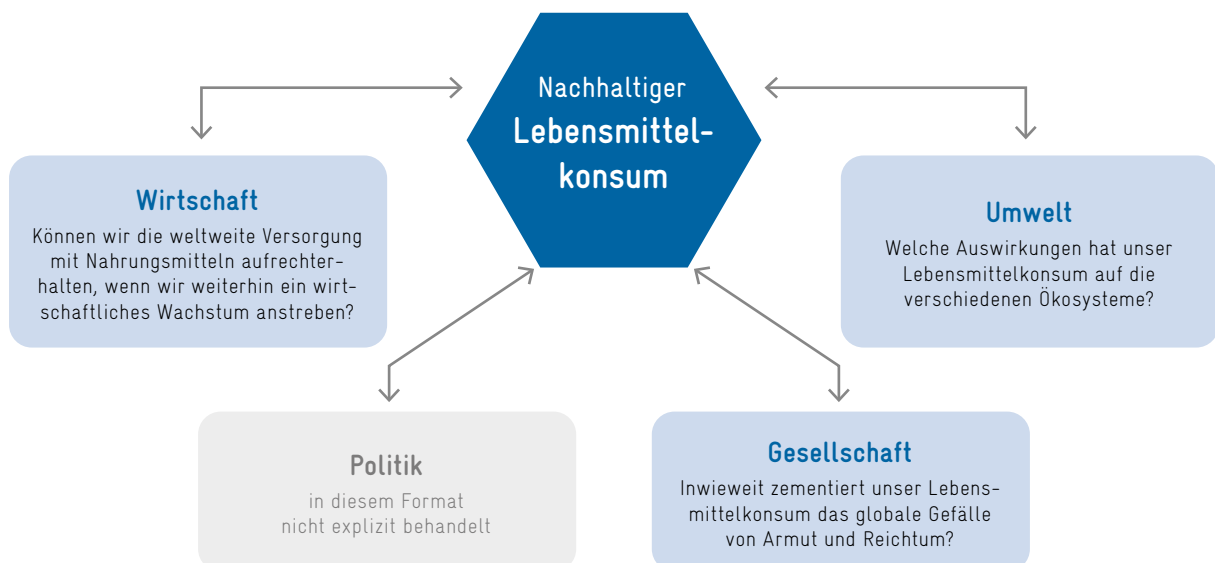 Nachhaltiger
Lebensmittel-
konsum
Wirtschaft
Können wir die weltweite Versorgung
mit Nahrungsmitteln aufrechter-
halten, wenn wir weiterhin ein wirt-
schaftliches Wachstum anstreben?
Umwelt
Welche Auswirkungen hat unser
Lebensmittelkonsum auf die
verschiedenen Ökosysteme?
Politik
in diesem Format
nicht explizit behandelt
Gesellschaft
Inwieweit zementiert unser Lebens-
mittelkonsum das globale Gefälle
von Armut und Reichtum?